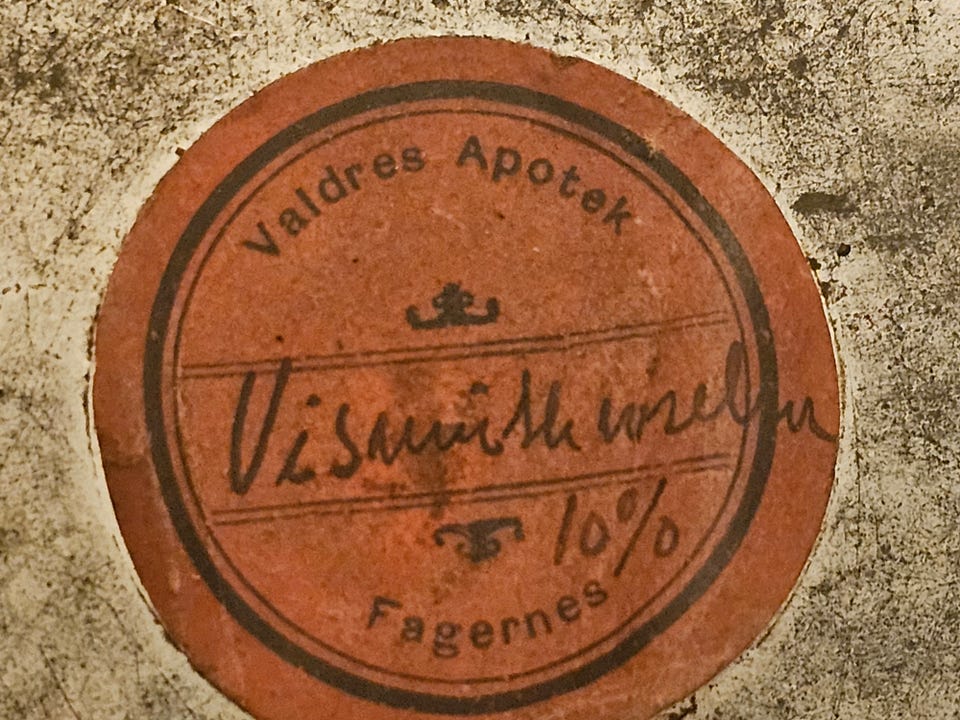 Valdres Apotek
Vismuthvaselin
10%
Fagernes